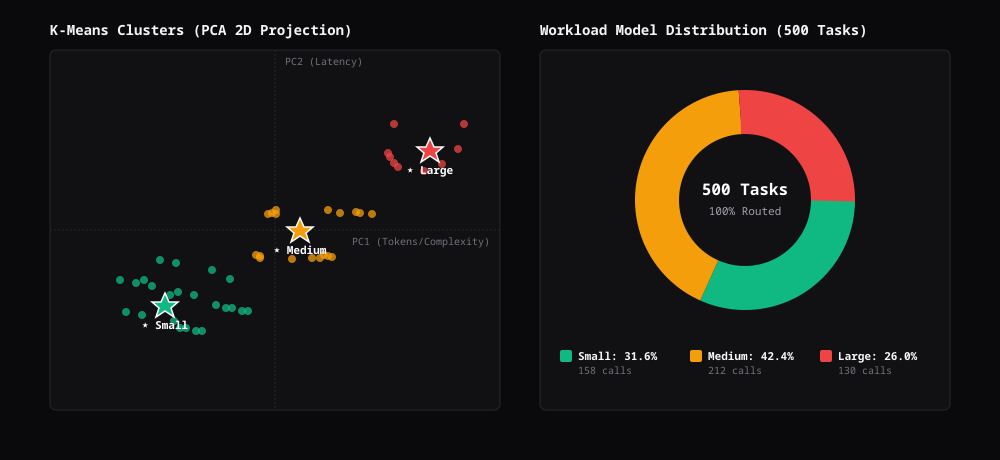 K-Means Clusters (PCA 2D Projection)
PC2 (Latency)
★ Large
PC1 (Tokens/Complexity)
★ Medium
★ Small
Workload Model Distribution (500 Tasks)
500 Tasks
100% Routed
Small: 31.6%
158 calls
Medium: 42.4%
212 calls
Large: 26.0%
130 calls